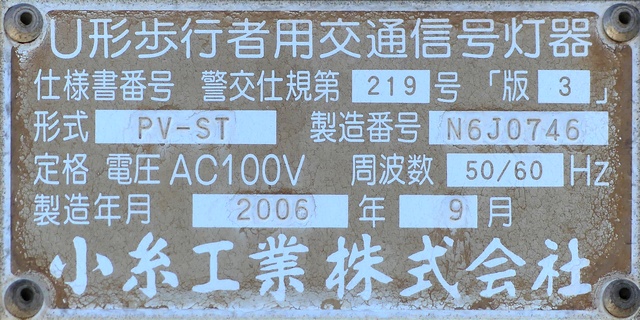 U形歩行者用交通信号灯器
仕様書番号 警交仕規第 219 号 「版 3 」
形式 PV-ST 製造番号 N6J0746
定格 電圧 AC100V 周波数 50/60 Hz
製造年月 2006 年 9 月
小糸工業株式会社